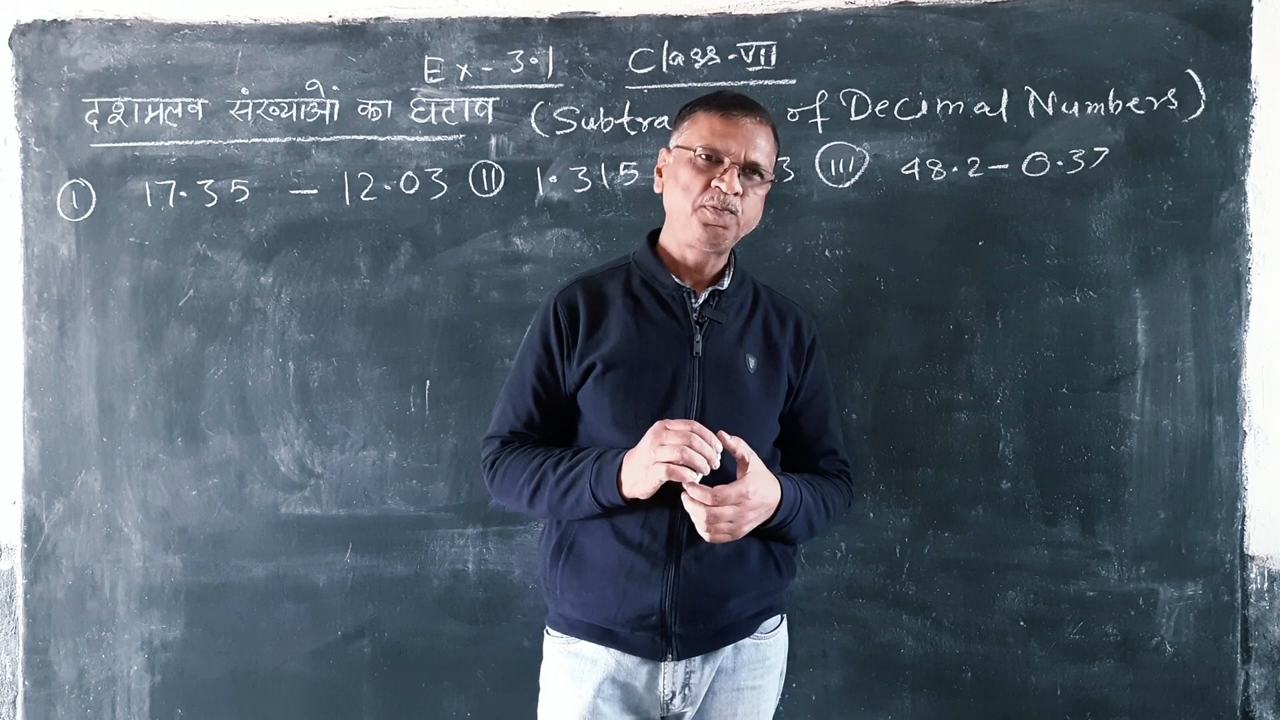 Ex-3.1 Class-VII
दशमलव संख्याओं का घटाव (Subtra of Decimal Numbers)
(I) 17.35 - 12.03 (II) 1.315 3 (III) 48.2 - 0.37